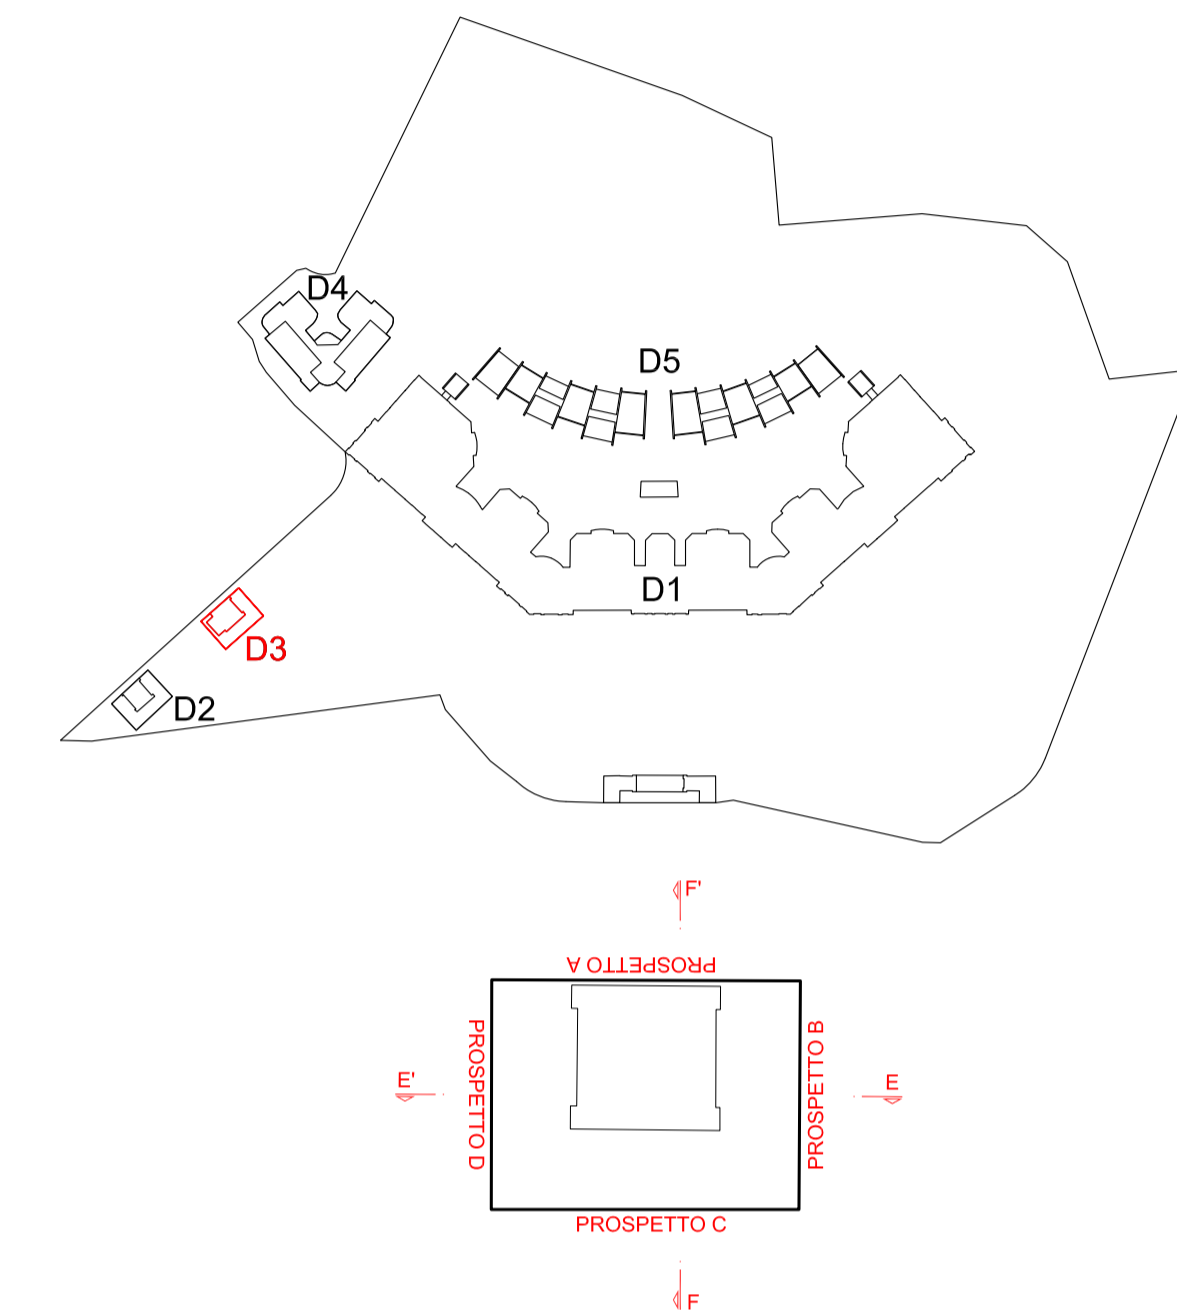 D4
D5
D1
D3
D2
F'
PROSPETTO A
PROSPETTO D
PROSPETTO B
E'
E
PROSPETTO C
F